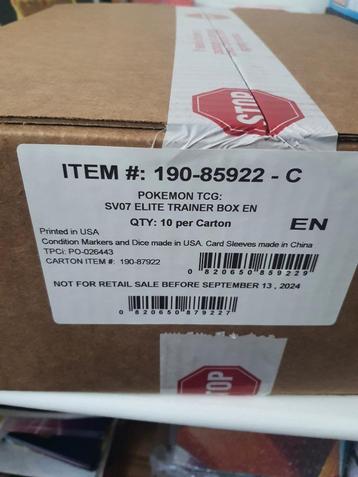 STOP
ITEM #: 190-85922 - C
POKEMON TCG:
SV07 ELITE TRAINER BOX EN
QTY: 10 per Carton
EN
Printed in USA
Condition Markers and Dice made in USA. Card Sleeves made in China
TPCi: PO-026443
CARTON ITEM #: 190-87922
0 820650 859229
NOT FOR RETAIL SALE BEFORE SEPTEMBER 13, 2024
0 820650 879227
TOP